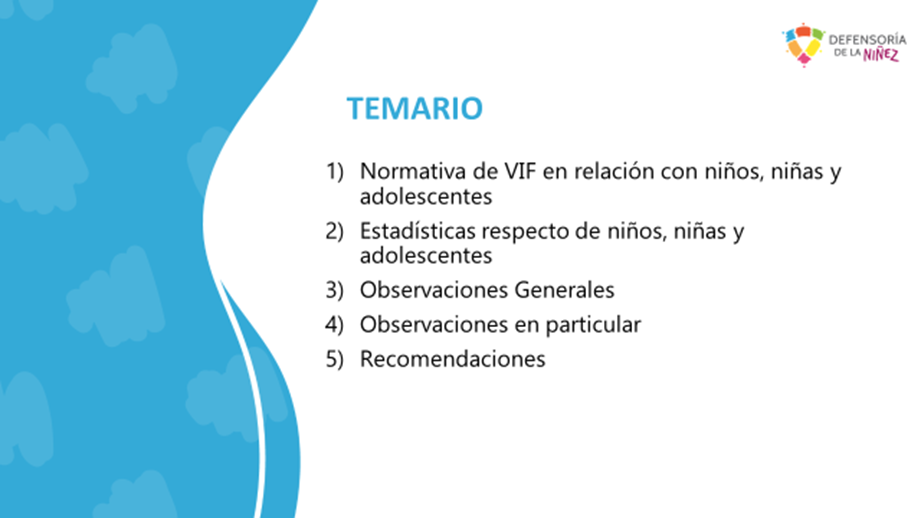 DEFENSORÍA
DE LA NIÑEZ
TEMARIO
1) Normativa de VIF en relación con niños, niñas y
adolescentes
2) Estadísticas respecto de niños, niñas y
adolescentes
3) Observaciones Generales
4) Observaciones en particular
5) Recomendaciones